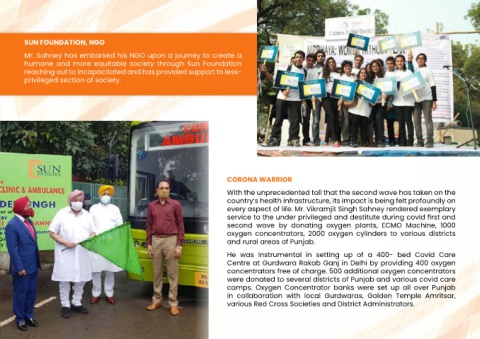 SUN FOUNDATION, NGO
Mr. Sahney has embarked his NGO upon a journey to create a
humane and more equitable society through Sun Foundation
reaching out to incapacitated and has provided support to less-
privileged section of society.
SUN
CLINIC & AMBULANCE
CORONA WARRIOR
With the unprecedented toll that the second wave has taken on the
country's health infrastructure, its impact is being felt profoundly on
every aspect of life. Mr. Vikramjit Singh Sahney rendered exemplary
service to the under privileged and destitute during covid first and
second wave by donating oxygen plants, ECMO Machine, 1000
oxygen concentrators, 2000 oxygen cylinders to various districts
and rural areas of Punjab.
He was instrumental in setting up of a 400- bed Covid Care
Centre at Gurdwara Rakab Ganj in Delhi by providing 400 oxygen
concentrators free of charge. 500 additional oxygen concentrators
were donated to several districts of Punjab and various covid care
camps. Oxygen Concentrator banks were set up all over Punjab
in collaboration with local Gurdwaras, Golden Temple Amritsar,
various Red Cross Societies and District Administrators.